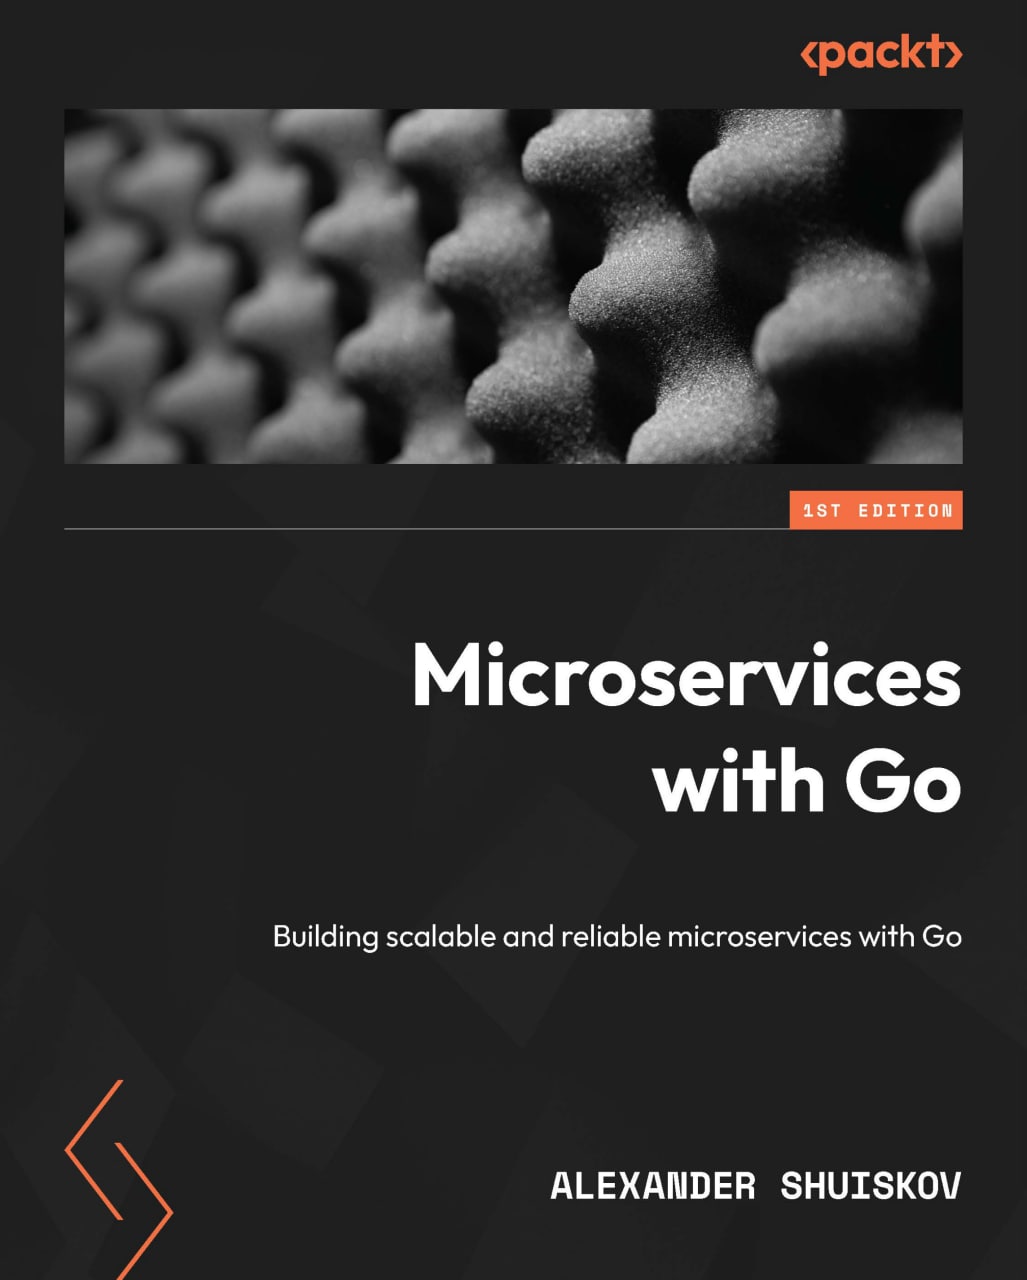 <packt>
1ST EDITION
Microservices
with Go
Building scalable and reliable microservices with Go
ALEXANDER SHUISKOV